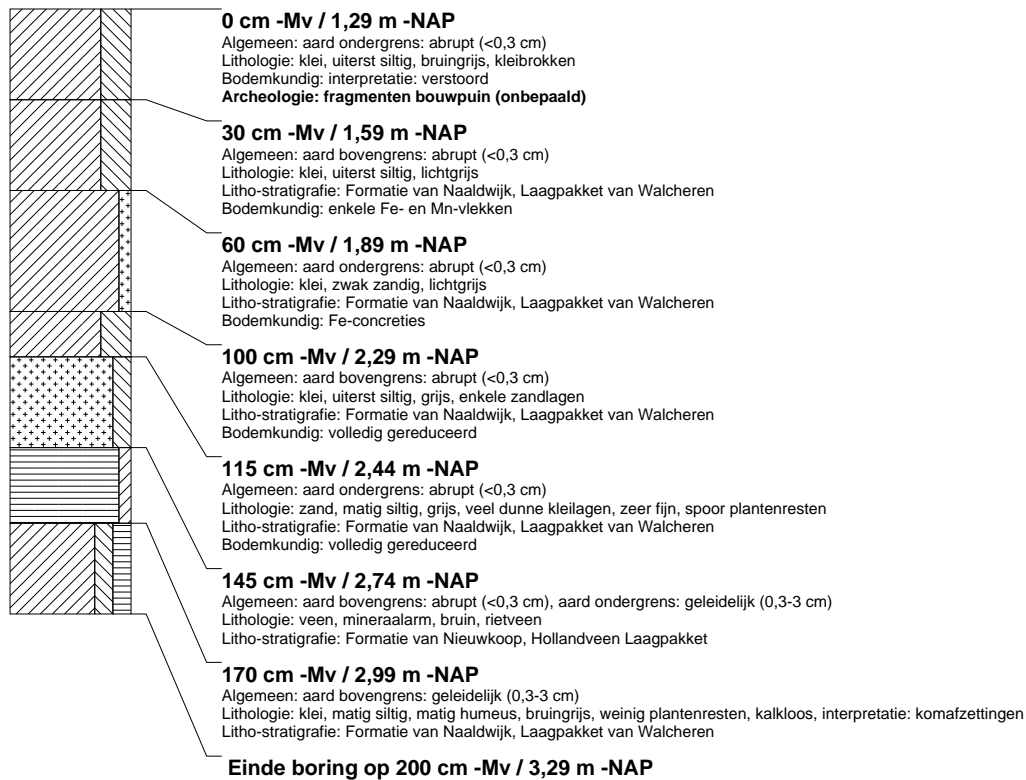 0 cm -Mv / 1,29 m -NAP
Algemeen: aard ondergrens: abrupt (<0,3 cm)
Lithologie: klei, uiterst siltig, bruingrijs, kleibrokken
Bodemkundig: interpretatie: verstoord
Archeologie: fragmenten bouwpuin (onbepaald)
30 cm -Mv / 1,59 m -NAP
Algemeen: aard bovengrens: abrupt (<0,3 cm)
Lithologie: klei, uiterst siltig, lichtgrijs
Litho-stratigrafie: Formatie van Naaldwijk, Laagpakket van Walcheren
Bodemkundig: enkele Fe- en Mn-vlekken
60 cm -Mv / 1,89 m -NAP
Algemeen: aard ondergrens: abrupt (<0,3 cm)
Lithologie: klei, zwak zandig, lichtgrijs
Litho-stratigrafie: Formatie van Naaldwijk, Laagpakket van Walcheren
Bodemkundig: Fe-concreties
100 cm -Mv / 2,29 m -NAP
Algemeen: aard bovengrens: abrupt (<0,3 cm)
Lithologie: klei, uiterst siltig, grijs, enkele zandlagen
Litho-stratigrafie: Formatie van Naaldwijk, Laagpakket van Walcheren
Bodemkundig: volledig gereduceerd
115 cm -Mv / 2,44 m -NAP
Algemeen: aard ondergrens: abrupt (<0,3 cm)
Lithologie: zand, matig siltig, grijs, veel dunne kleilagen, zeer fijn, spoor plantenresten
Litho-stratigrafie: Formatie van Naaldwijk, Laagpakket van Walcheren
Bodemkundig: volledig gereduceerd
145 cm -Mv / 2,74 m -NAP
Algemeen: aard bovengrens: abrupt (<0,3 cm), aard ondergrens: geleidelijk (0,3-3 cm)
Lithologie: veen, mineraalarm, bruin, rietveen
Litho-stratigrafie: Formatie van Nieuwkoop, Hollandveen Laagpakket
170 cm -Mv / 2,99 m -NAP
Algemeen: aard bovengrens: geleidelijk (0,3-3 cm)
Lithologie: klei, matig siltig, matig humeus, bruingrijs, weinig plantenresten, kalkloos, interpretatie: komafzettingen
Litho-stratigrafie: Formatie van Naaldwijk, Laagpakket van Walcheren
Einde boring op 200 cm -Mv / 3,29 m -NAP